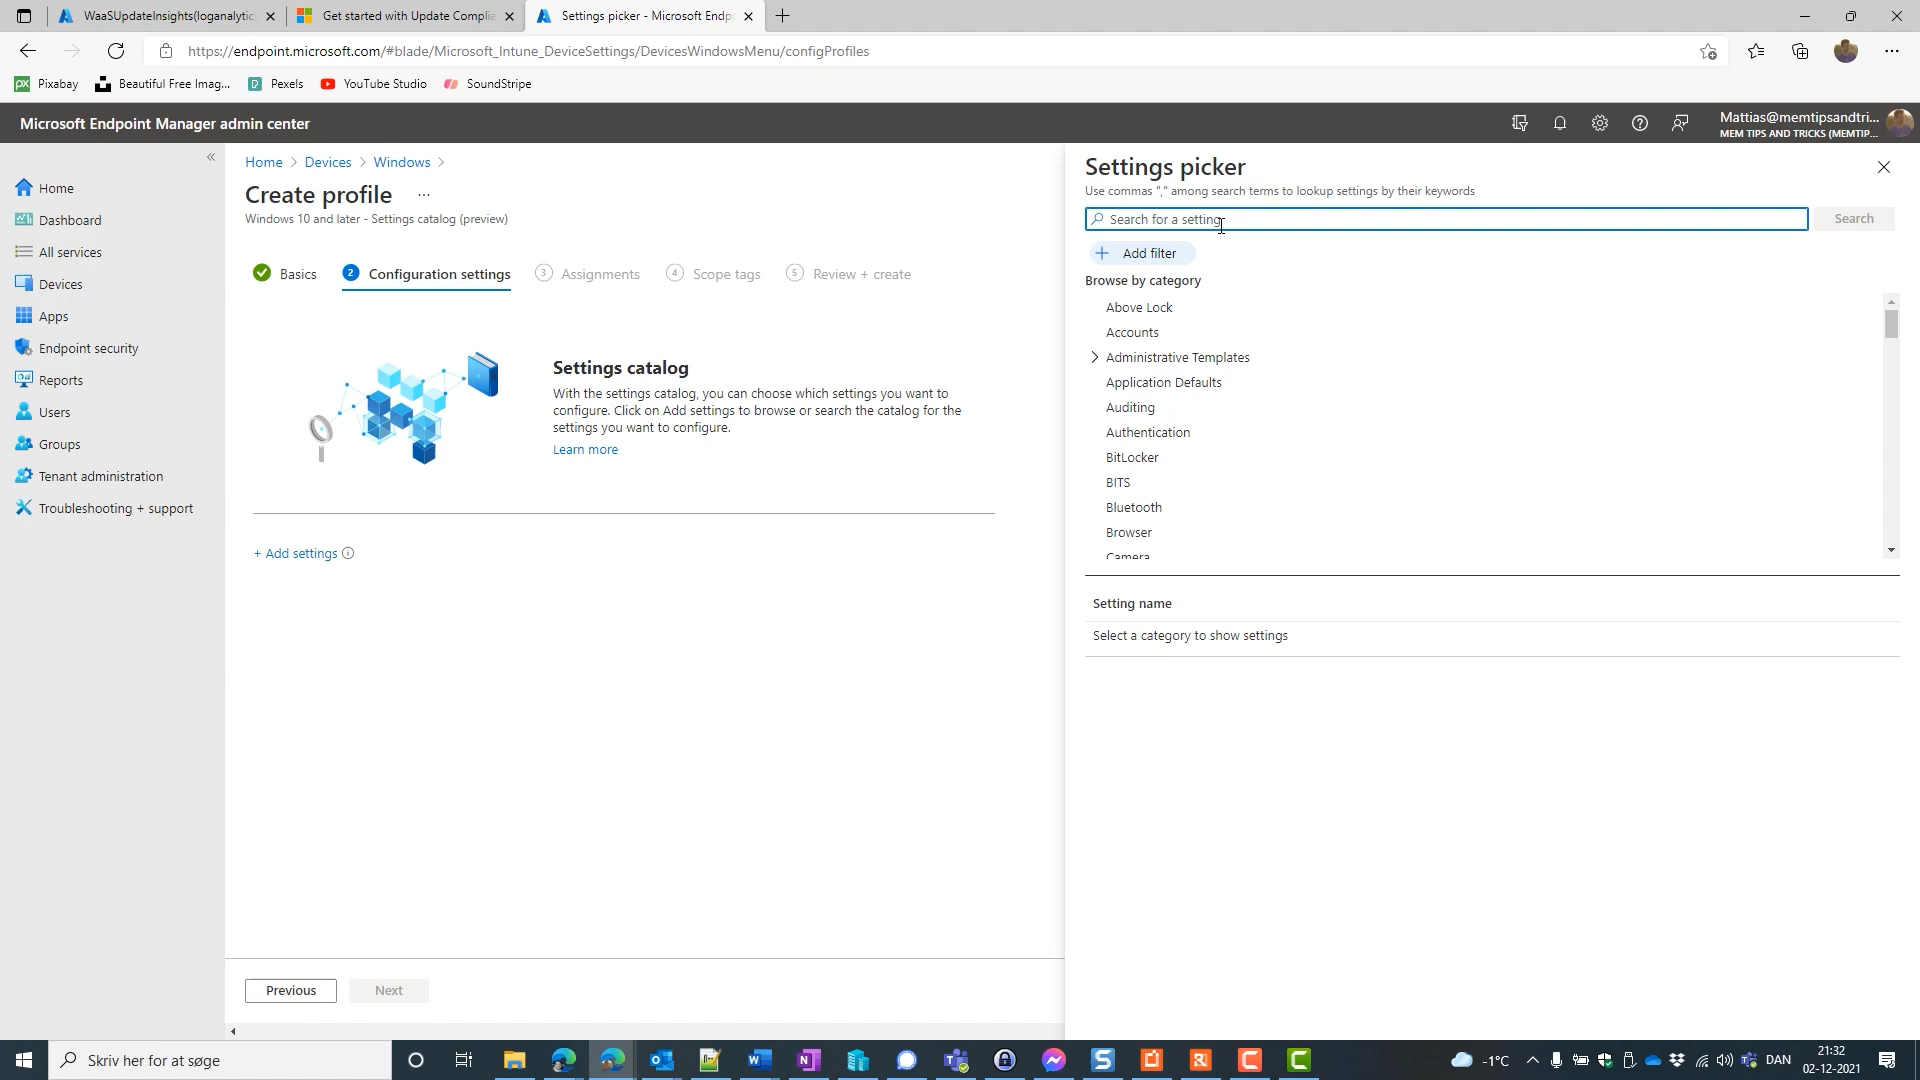 WaaSUpdateInsights(loganalytic
Get started with Update Complia
Settings picker - Microsoft Endp
https://endpoint.microsoft.com/#blade/Microsoft_Intune_DeviceSettings/DevicesWindowsMenu/configProfiles
Pixabay
Beautiful Free Imag...
Pexels
YouTube Studio
SoundStripe
Microsoft Endpoint Manager admin center
Mattias@memtipsandtri...
MEM TIPS AND TRICKS (MEMTIP...
Home
Dashboard
All services
Devices
Apps
Endpoint security
Reports
Users
Groups
Tenant administration
Troubleshooting + support
Home > Devices > Windows >
Create profile ...
Windows 10 and later - Settings catalog (preview)
Basics
2 Configuration settings
3 Assignments
4 Scope tags
5 Review + create
Settings catalog
With the settings catalog, you can choose which settings you want to
configure. Click on Add settings to browse or search the catalog for the
settings you want to configure.
Learn more
+ Add settings
Previous
Next
Settings picker
Use commas "," among search terms to lookup settings by their keywords
Search for a setting
Search
+ Add filter
Browse by category
Above Lock
Accounts
Administrative Templates
Application Defaults
Auditing
Authentication
BitLocker
BITS
Bluetooth
Browser
Camera
Setting name
Select a category to show settings
Skriv her for at søge
-1°C
DAN
21:32
02-12-2021